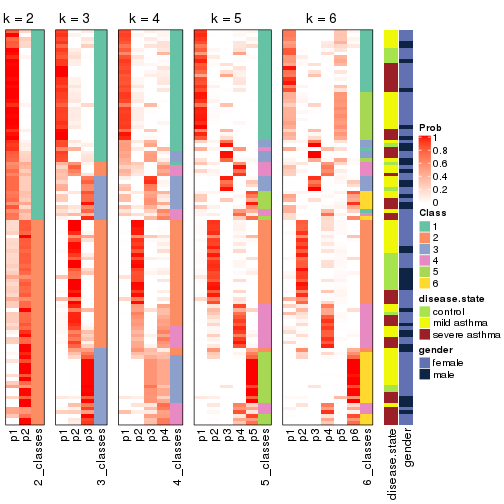 k = 2 k = 3 k = 4 k = 5 k = 6
Prob
1
0.8
0.6
0.4
0.2
0
Class
1
2
3
4
5
6
disease.state
control
mild asthma
severe asthma
gender
female
male
p1 p2 2_classes p1 p2 p3 3_classes p1 p2 p3 p4 4_classes p1 p2 p3 p4 p5 5_classes p1 p2 p3 p4 p5 p6 6_classes disease.state gender